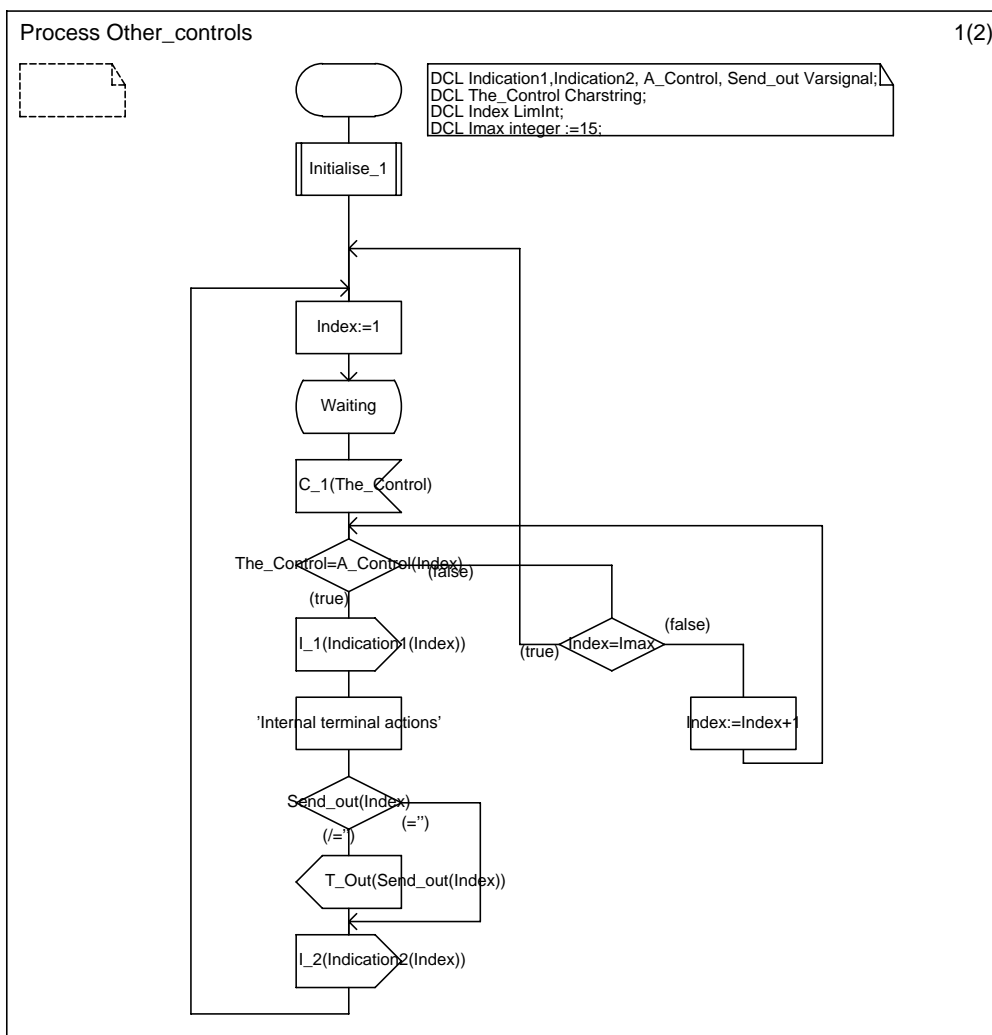 Process Other_controls
1(2)
DCL Indication1,Indication2, A_Control, Send_out Varsignal;
DCL The_Control Charstring;
DCL Index LimInt;
DCL Imax integer :=15;
Initialise_1
Index:=1
Waiting
C_1(The_Control)
The_Control=A_Control(Index)
(false)
(true)
I_1(Indication1(Index))
(true)
Index=Imax
(false)
'Internal terminal actions'
Index:=Index+1
Send_out(Index)
(/='')
(='')
T_Out(Send_out(Index))
I_2(Indication2(Index))